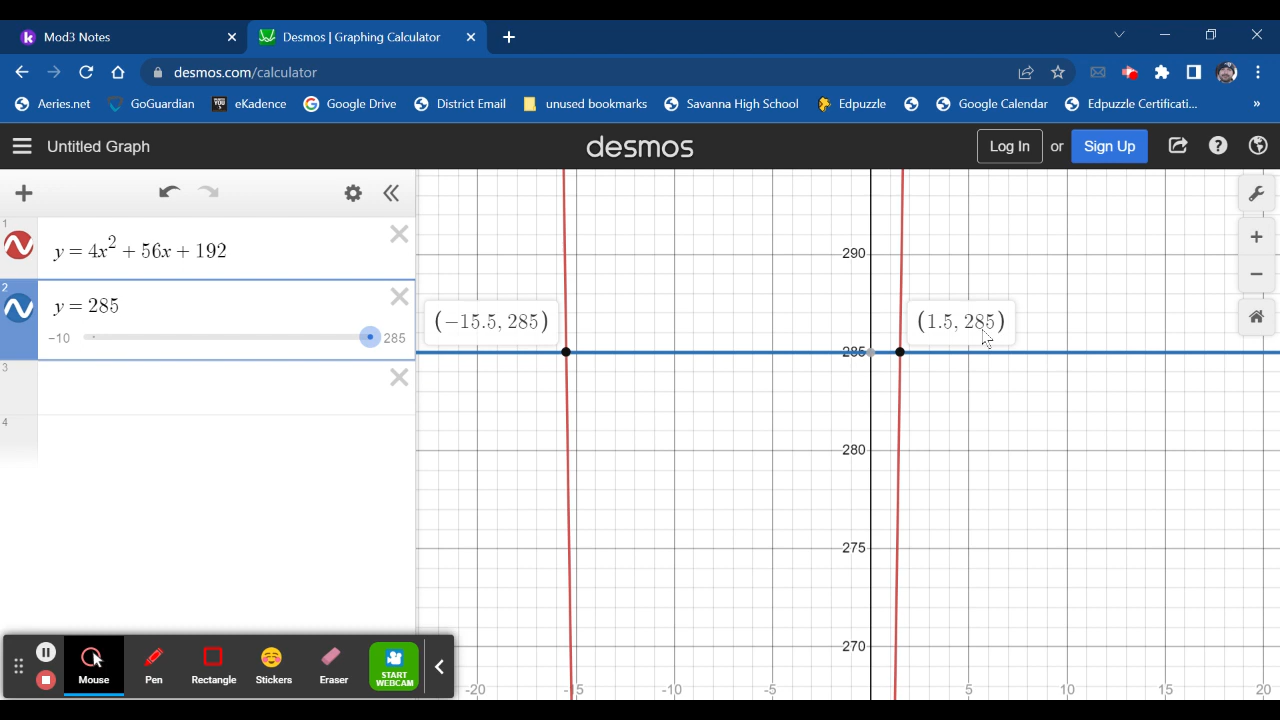 Mod3 Notes
Desmos | Graphing Calculator
desmos.com/calculator
Aeries.net GoGuardian eKadence Google Drive District Email unused bookmarks Savanna High School Edpuzzle Google Calendar Edpuzzle Certificati... »
Untitled Graph
desmos
Log In or Sign Up
1
y = 4x² + 56x + 192
2
y = 285
-10 285
3
4
290
(−15.5, 285)
(1.5, 285)
285
280
275
270
-20 -15 -10 -5 5 10 15 20
Mouse Pen Rectangle Stickers Eraser START WEBCAM